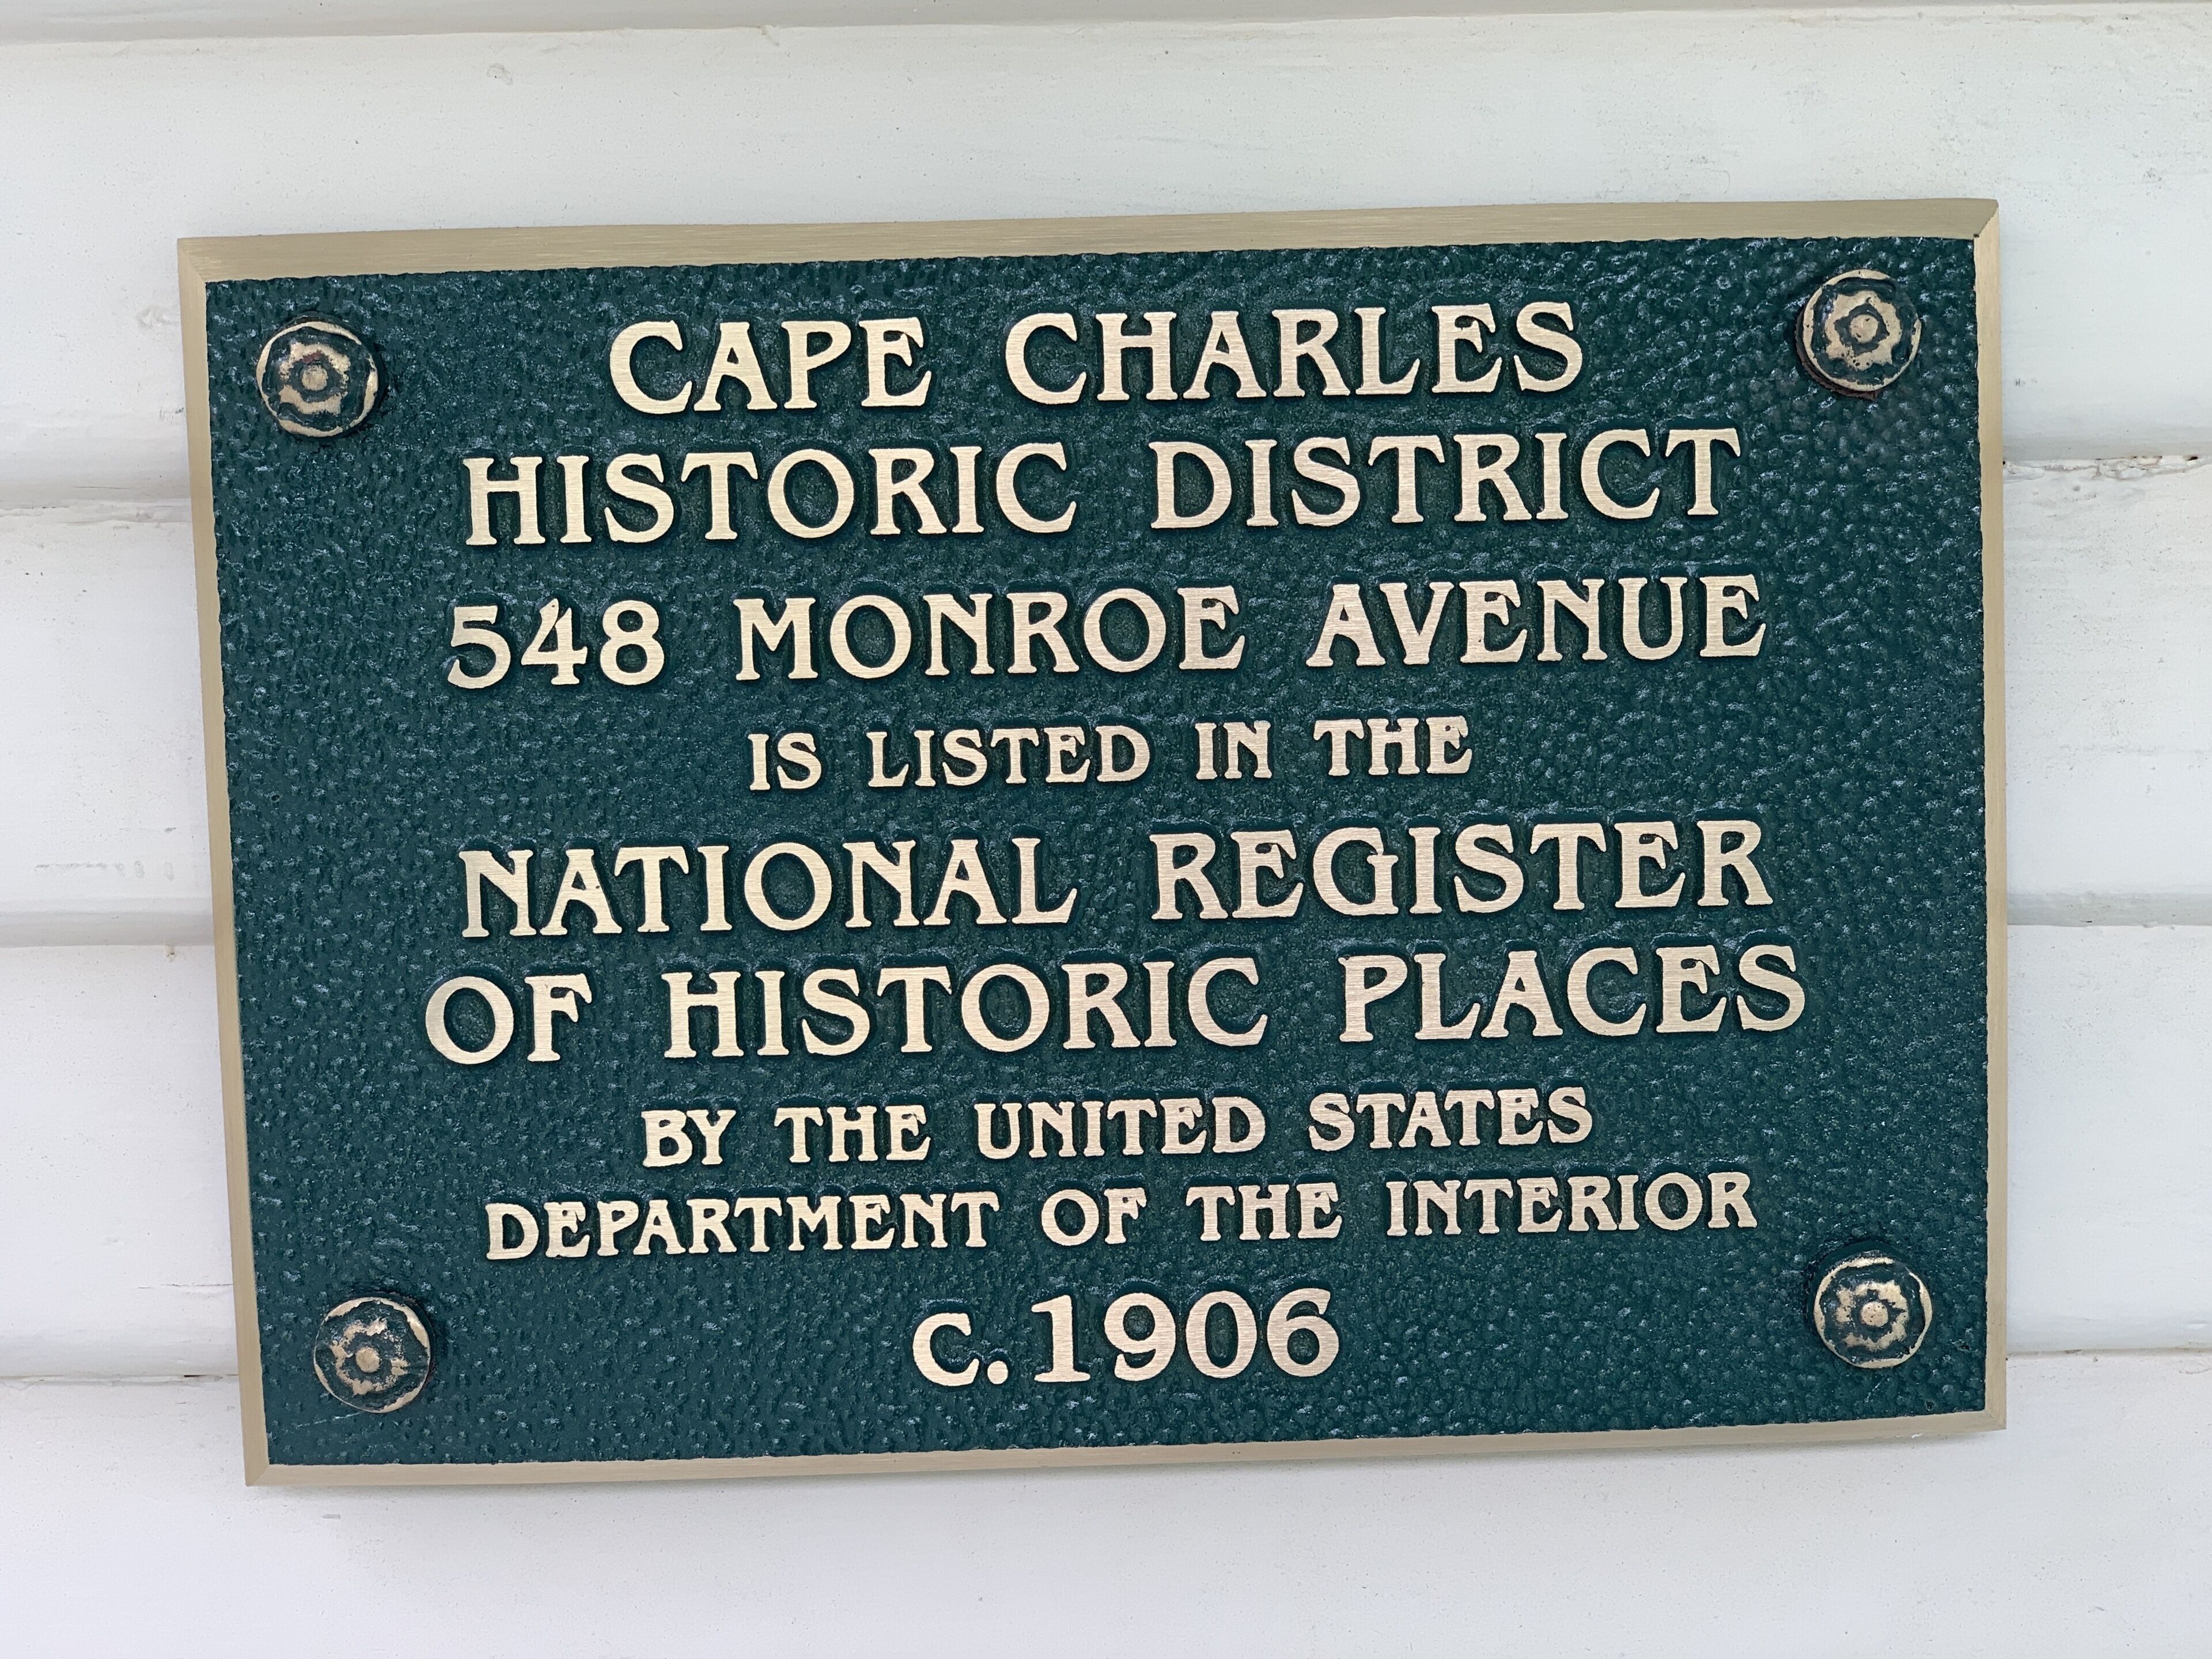 CAPE CHARLES
HISTORIC DISTRICT
548 MONROE AVENUE
IS LISTED IN THE
NATIONAL REGISTER
OF HISTORIC PLACES
BY THE UNITED STATES
DEPARTMENT OF THE INTERIOR
c.1906